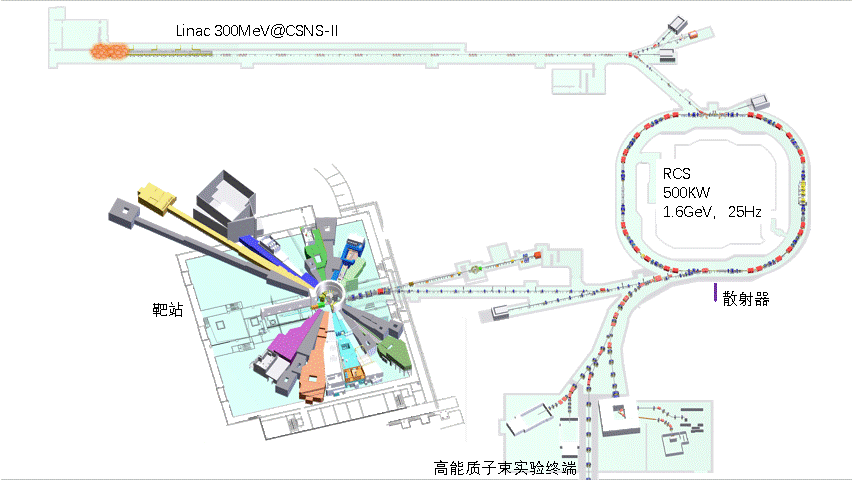 Linac 300MeV@CSNS-II
RCS
500KW
1.6GeV，25Hz
散射器
靶站
高能质子束实验终端